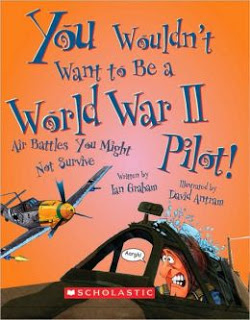 You Wouldn't
Want to Be a
World War II
Pilot!
Air Battles You Might
Not Survive
Written by
Ian Graham
Illustrated by
David Antram
Aaargh!
SCHOLASTIC